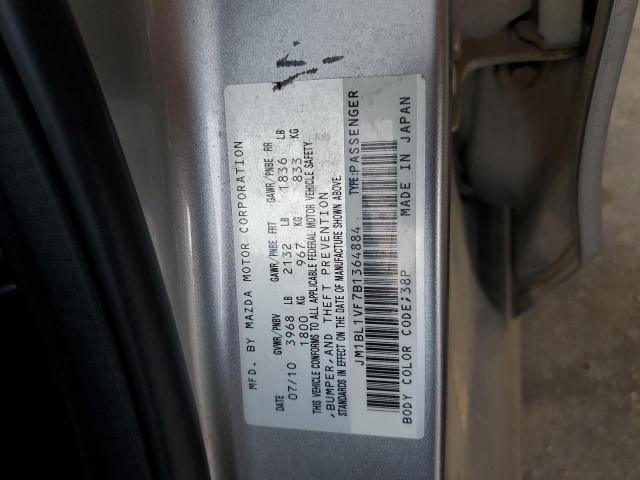 MFD. BY MAZDA MOTOR CORPORATION
DATE GVWR/PNBV GAWR/PNBE FRT GAWR/PNBE RR
07/10 3968 LB 2132 LB 1836 LB
1800 KG 967 KG 833 KG
THIS VEHICLE CONFORMS TO ALL APPLICABLE FEDERAL MOTOR VEHICLE SAFETY
,BUMPER, AND THEFT PREVENTION
STANDARDS IN EFFECT ON THE DATE OF MANUFACTURE SHOWN ABOVE.
JM1BL1VF7B1364884 TYPE:PASSENGER
BODY COLOR CODE;38P MADE IN JAPAN